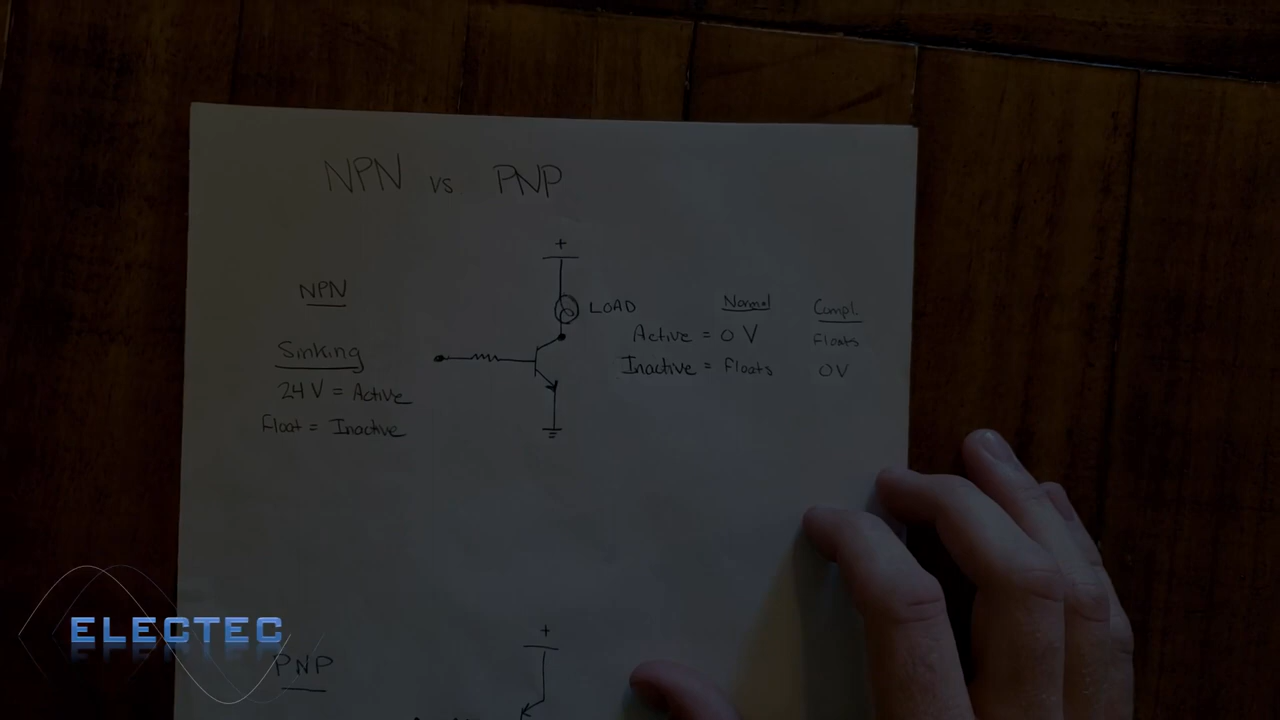 NPN vs PNP
+
NPN
LOAD
Normal
Compl.
Active = 0 V
Floats
Inactive = Floats
0V
Sinking
24 V = Active
Float = Inactive
ELECTEC
+
PNP